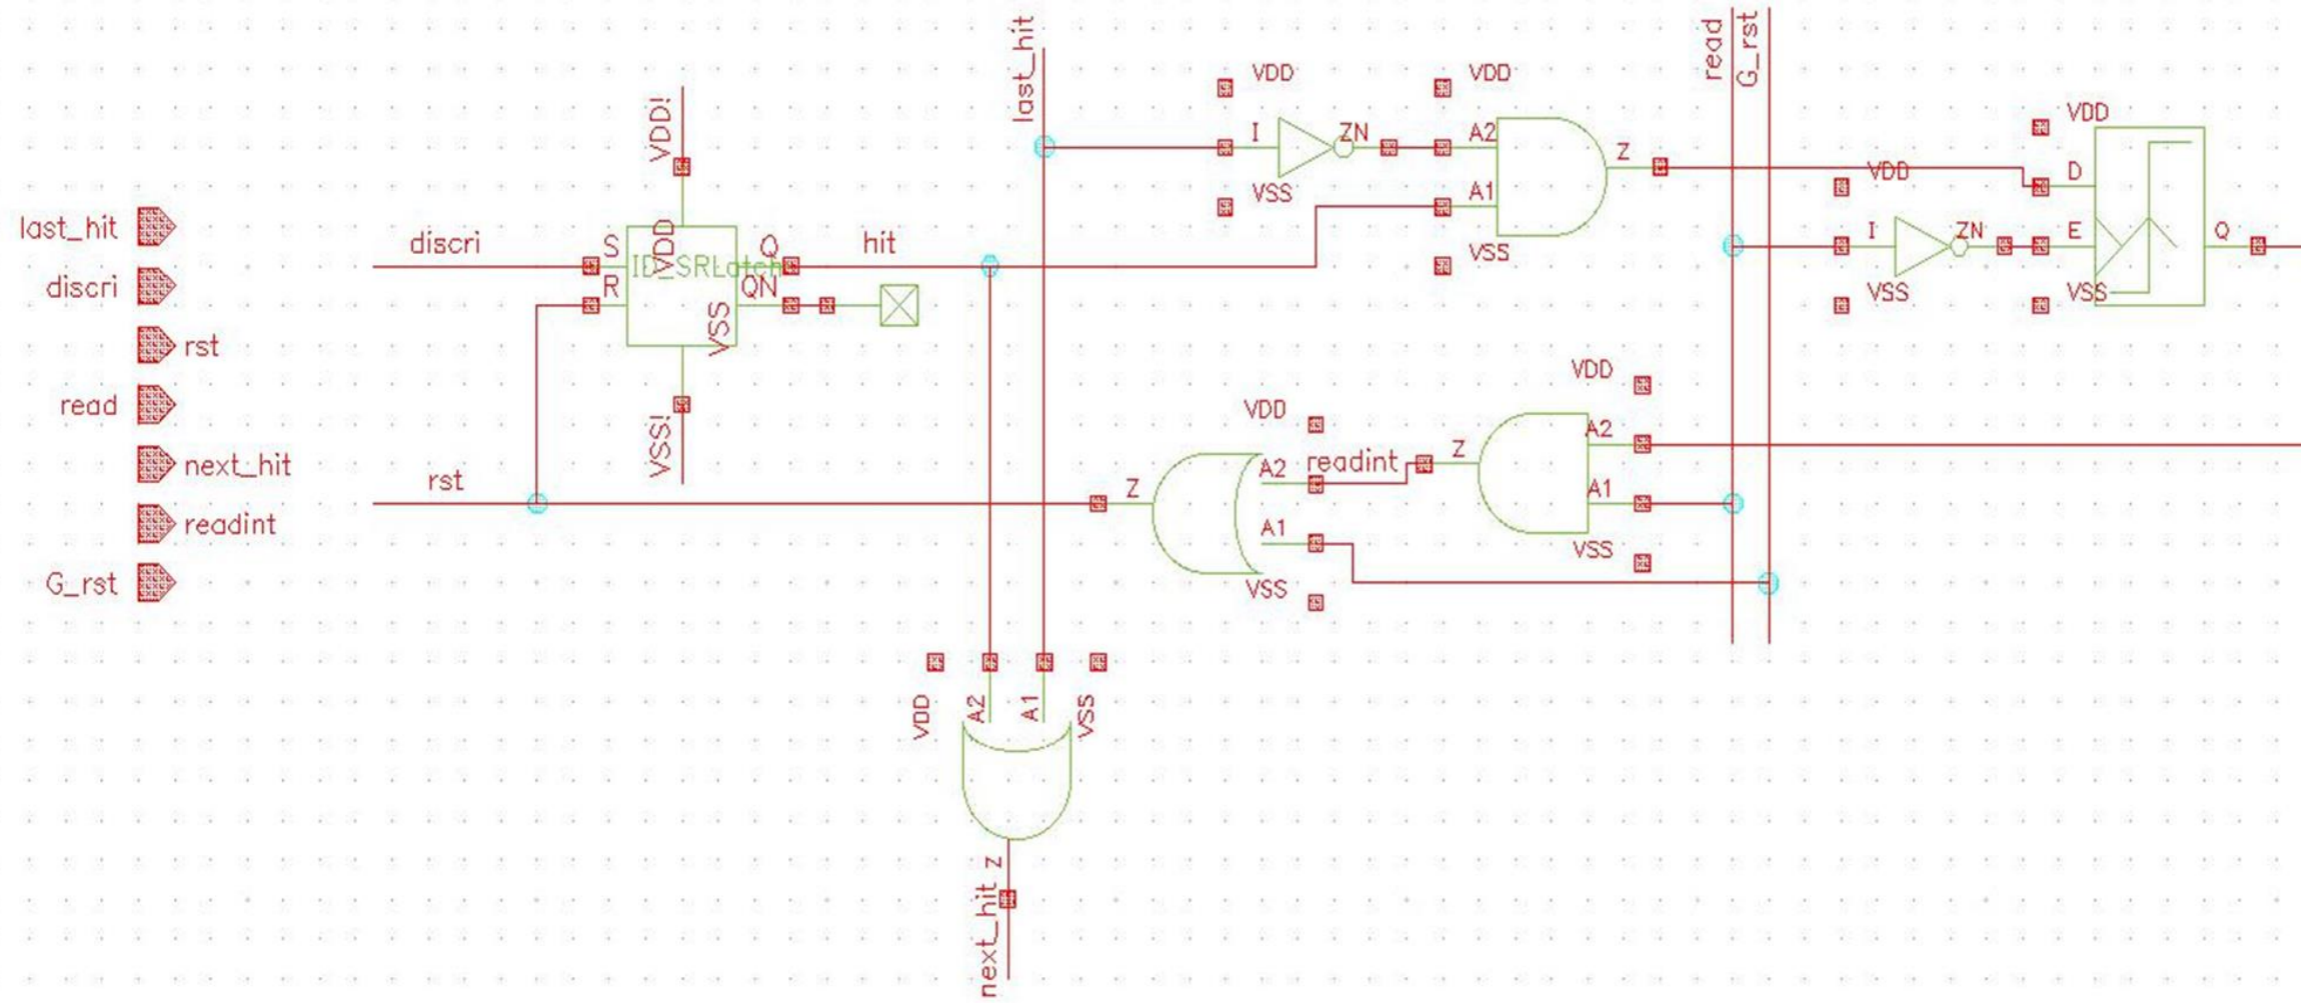 last_hit
discri
rst
read
next_hit
readint
G_rst
discri
rst
VDD!
S
R
VDD
ID_SRLatch
Q
QN
VSS
VSS!
hit
last_hit
VDD
I
ZN
VSS
VDD
A2
A1
VSS
Z
read
G_rst
VDD
I
ZN
VSS
VDD
D
E
VSS
Q
VDD
A2
A1
VSS
Z
readint
VDD
A2
A1
VSS
Z
VDD
A2
A1
VSS
Z
next_hit